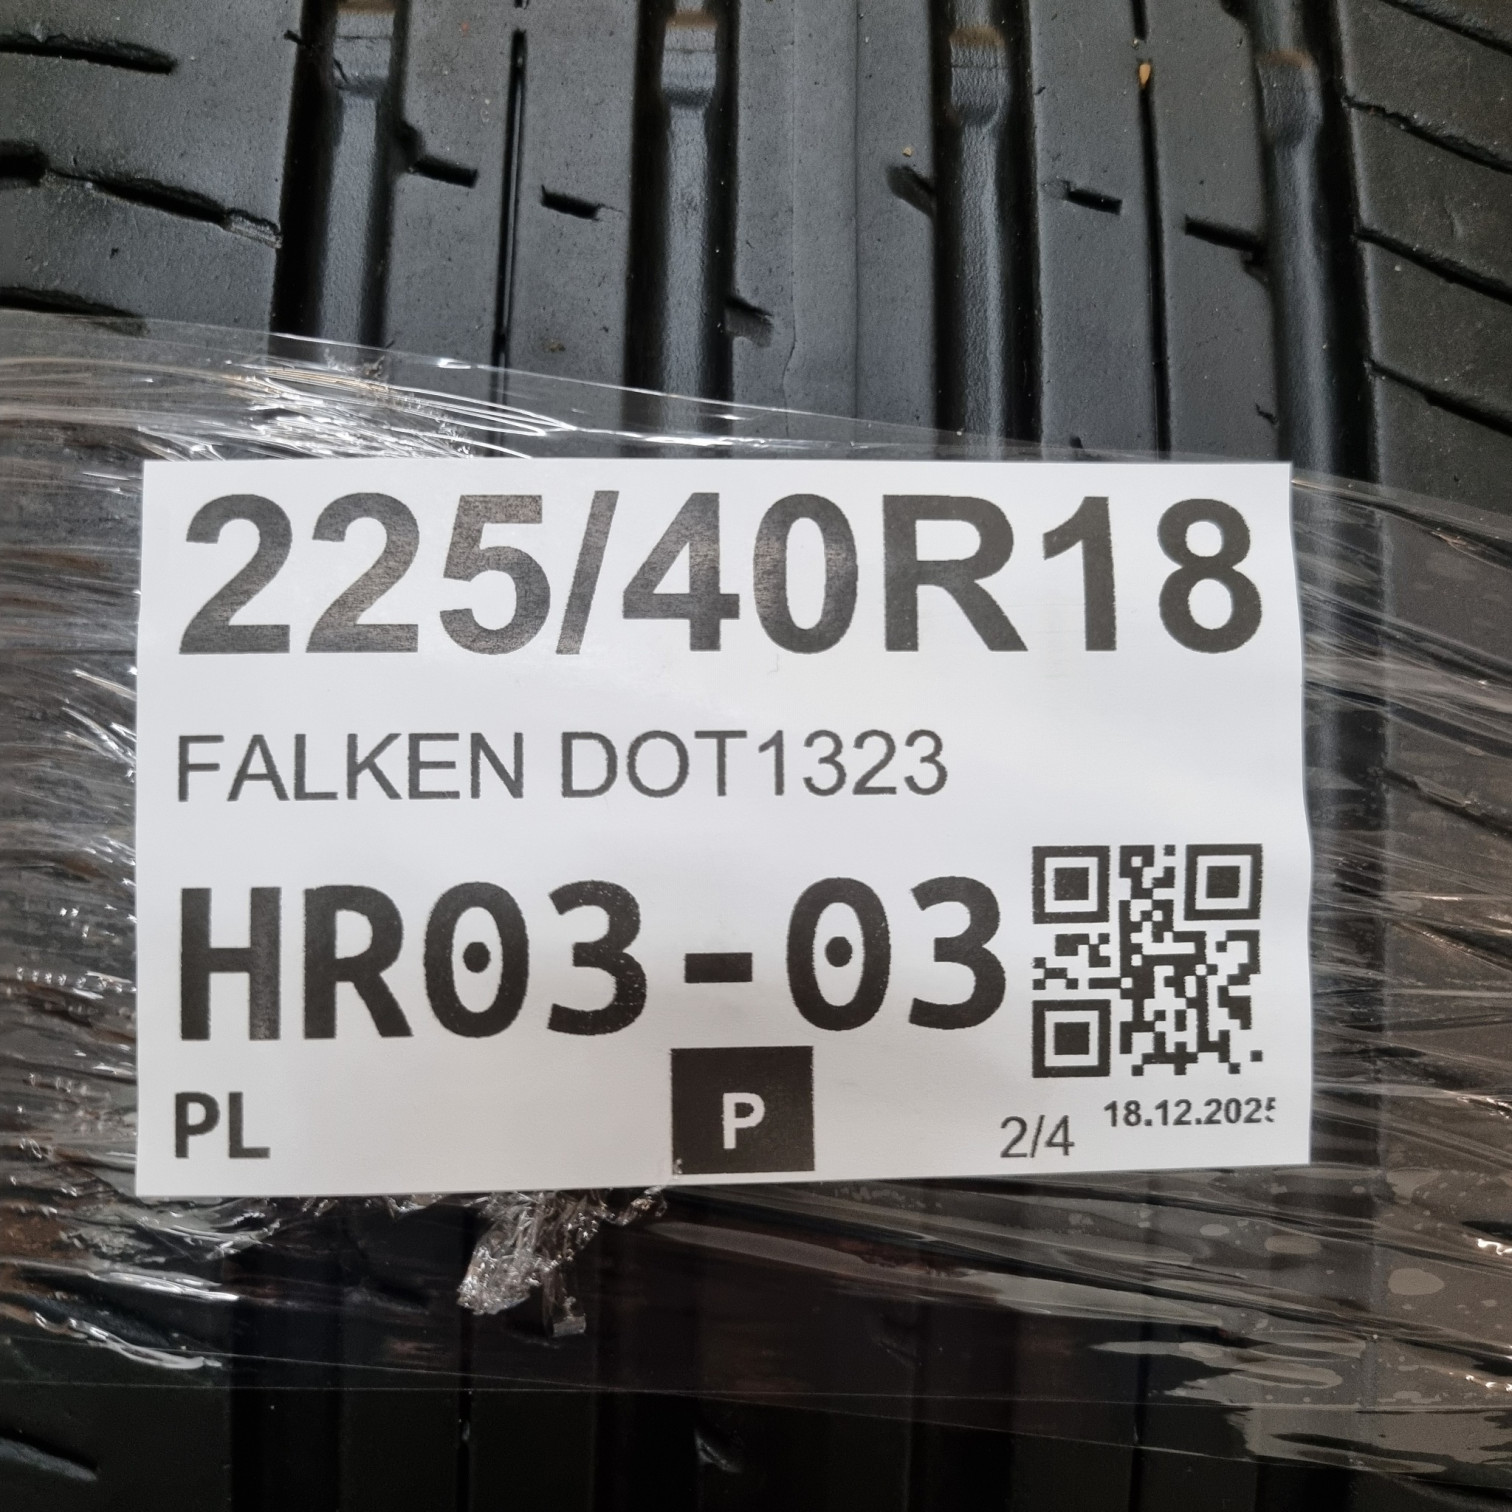 225/40R18
FALKEN DOT1323
HR03-03
PL
P
2/4
18.12.2025